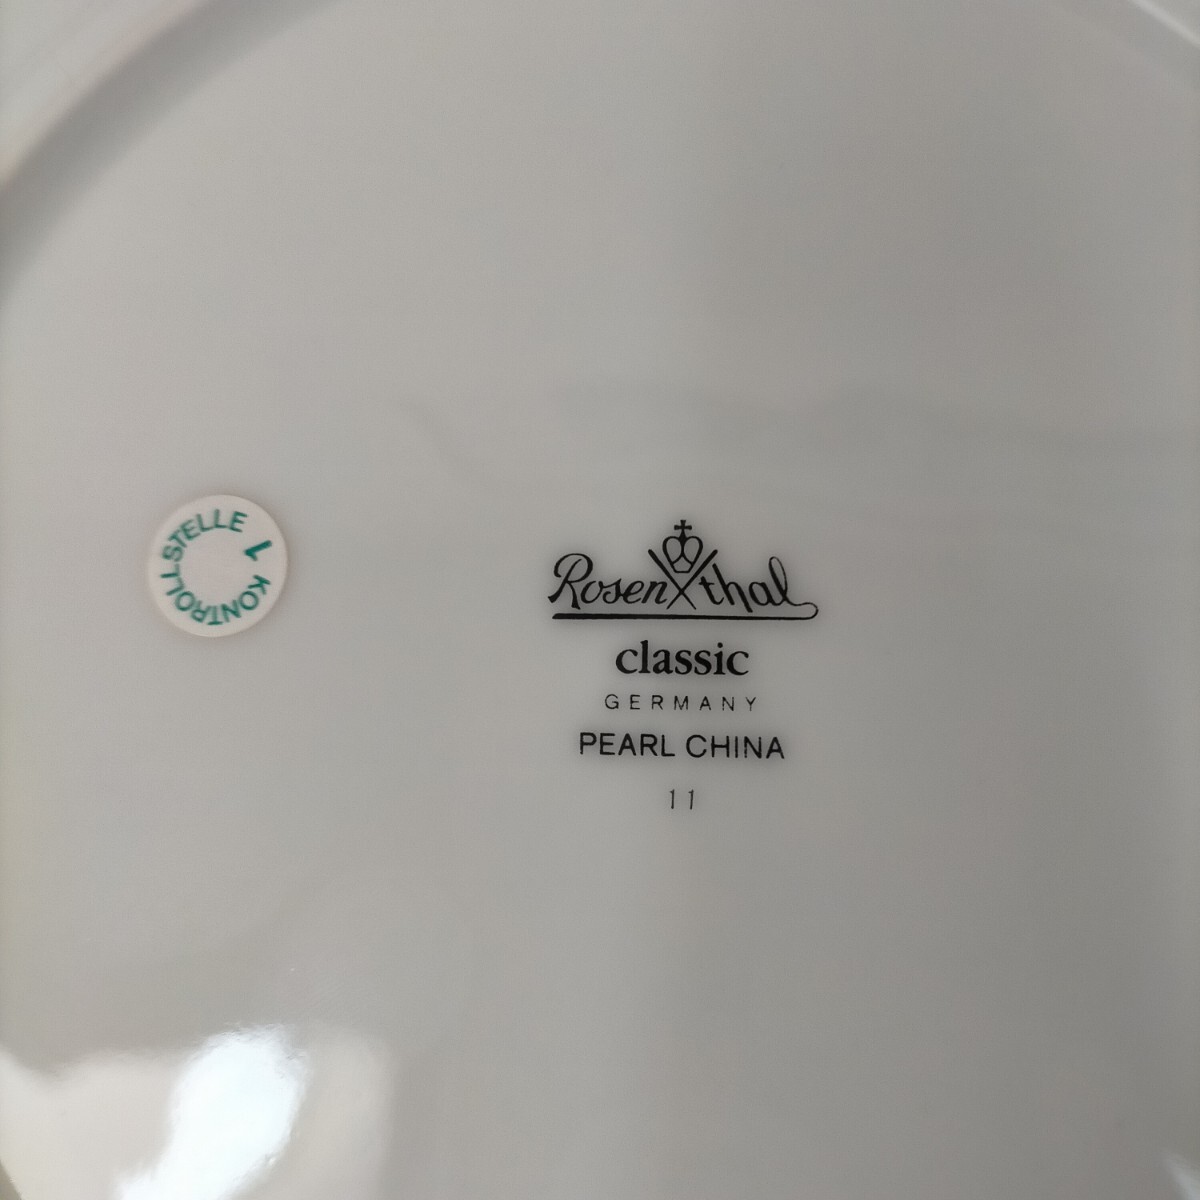 KONTROLLSTELLE 1
Rosenthal
classic
GERMANY
PEARL CHINA
11